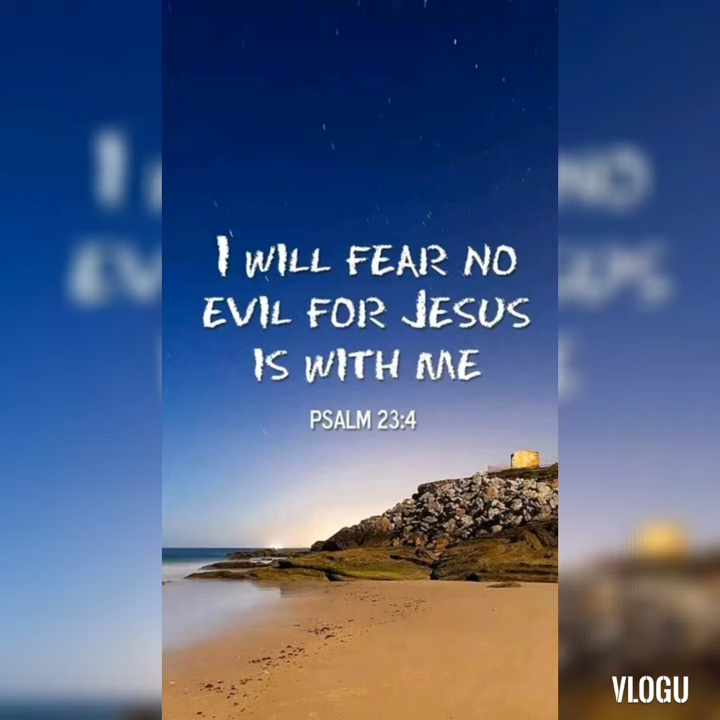 I WILL FEAR NO
EVIL FOR JESUS
IS WITH ME
PSALM 23:4
VLOGU